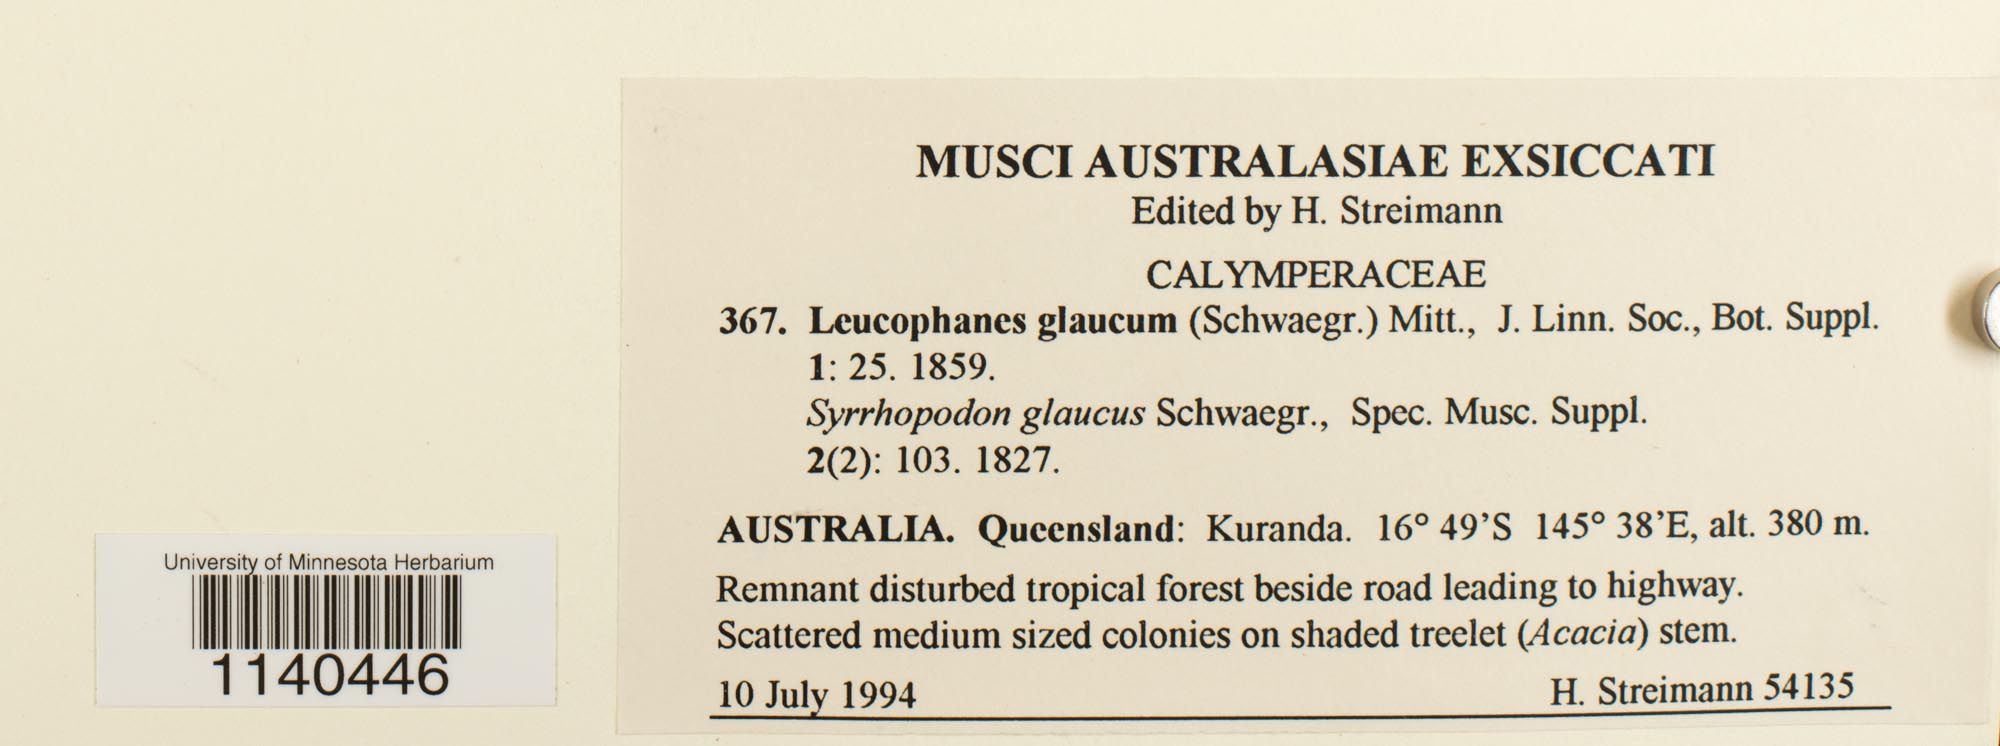 MUSCI AUSTRALASIAE EXSICCATI
Edited by H. Streimann
CALYMPERACEAE
367. Leucophanes glaucum (Schwaegr.) Mitt., J. Linn. Soc., Bot. Suppl.
1: 25. 1859.
Syrrhopodon glaucus Schwaegr., Spec. Musc. Suppl.
2(2): 103. 1827.
AUSTRALIA. Queensland: Kuranda. 16° 49'S 145° 38'E, alt. 380 m.
Remnant disturbed tropical forest beside road leading to highway.
Scattered medium sized colonies on shaded treelet (Acacia) stem.
10 July 1994 H. Streimann 54135
University of Minnesota Herbarium
1140446